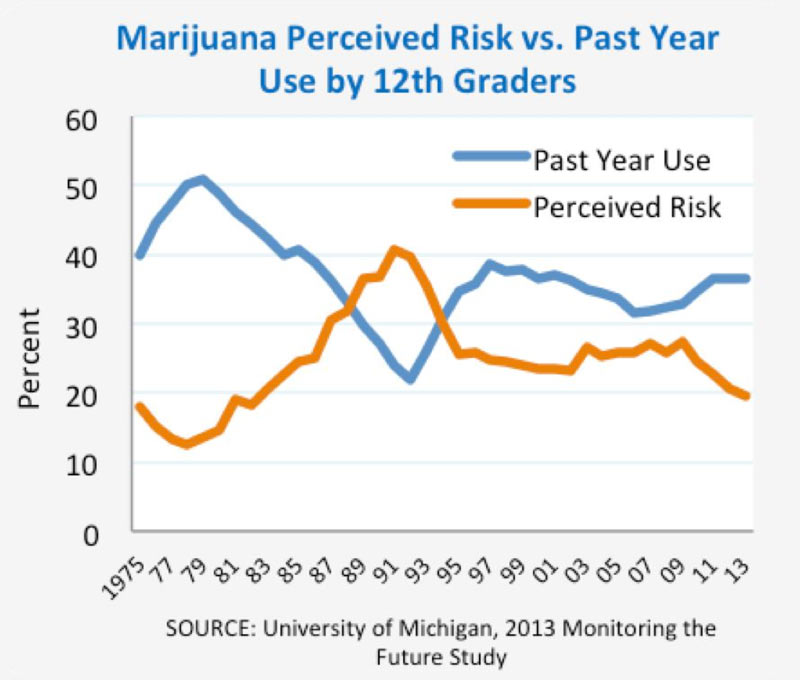 Marijuana Perceived Risk vs. Past Year
Use by 12th Graders
60
50
40
30
20
10
0
Percent
Past Year Use
Perceived Risk
1975 77 79 81 83 85 87 89 91 93 95 97 99 01 03 05 07 09 11 13
SOURCE: University of Michigan, 2013 Monitoring the
Future Study